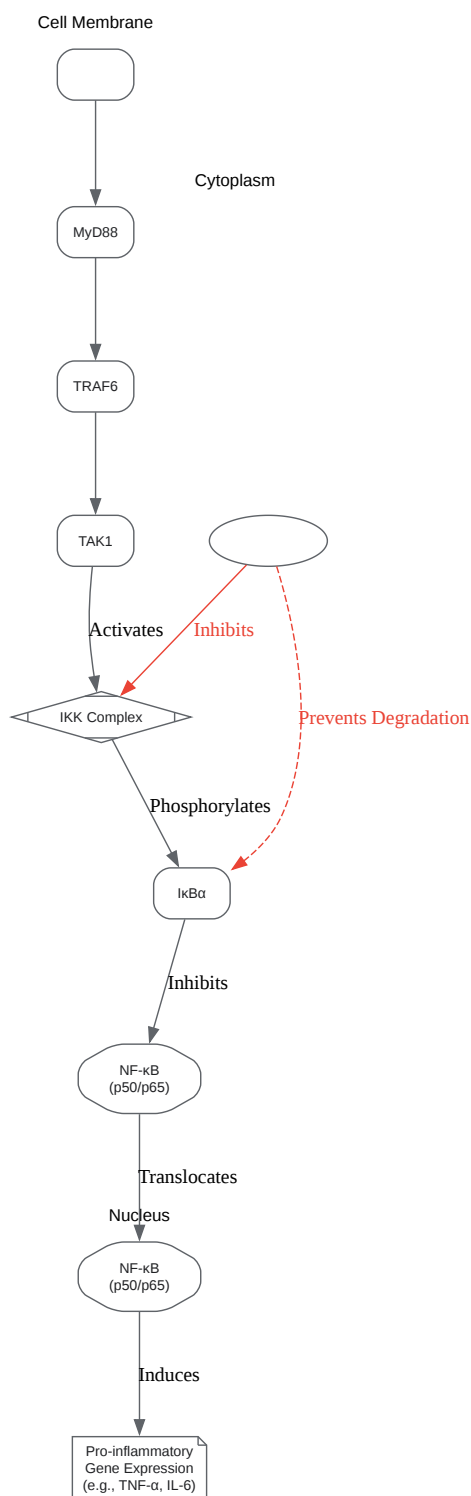 Cell Membrane
Cytoplasm
MyD88
TRAF6
TAK1
Activates
Inhibits
IKK Complex
Prevents Degradation
Phosphorylates
IκBα
Inhibits
NF-κB
(p50/p65)
Translocates
Nucleus
NF-κB
(p50/p65)
Induces
Pro-inflammatory
Gene Expression
(e.g., TNF-α, IL-6)